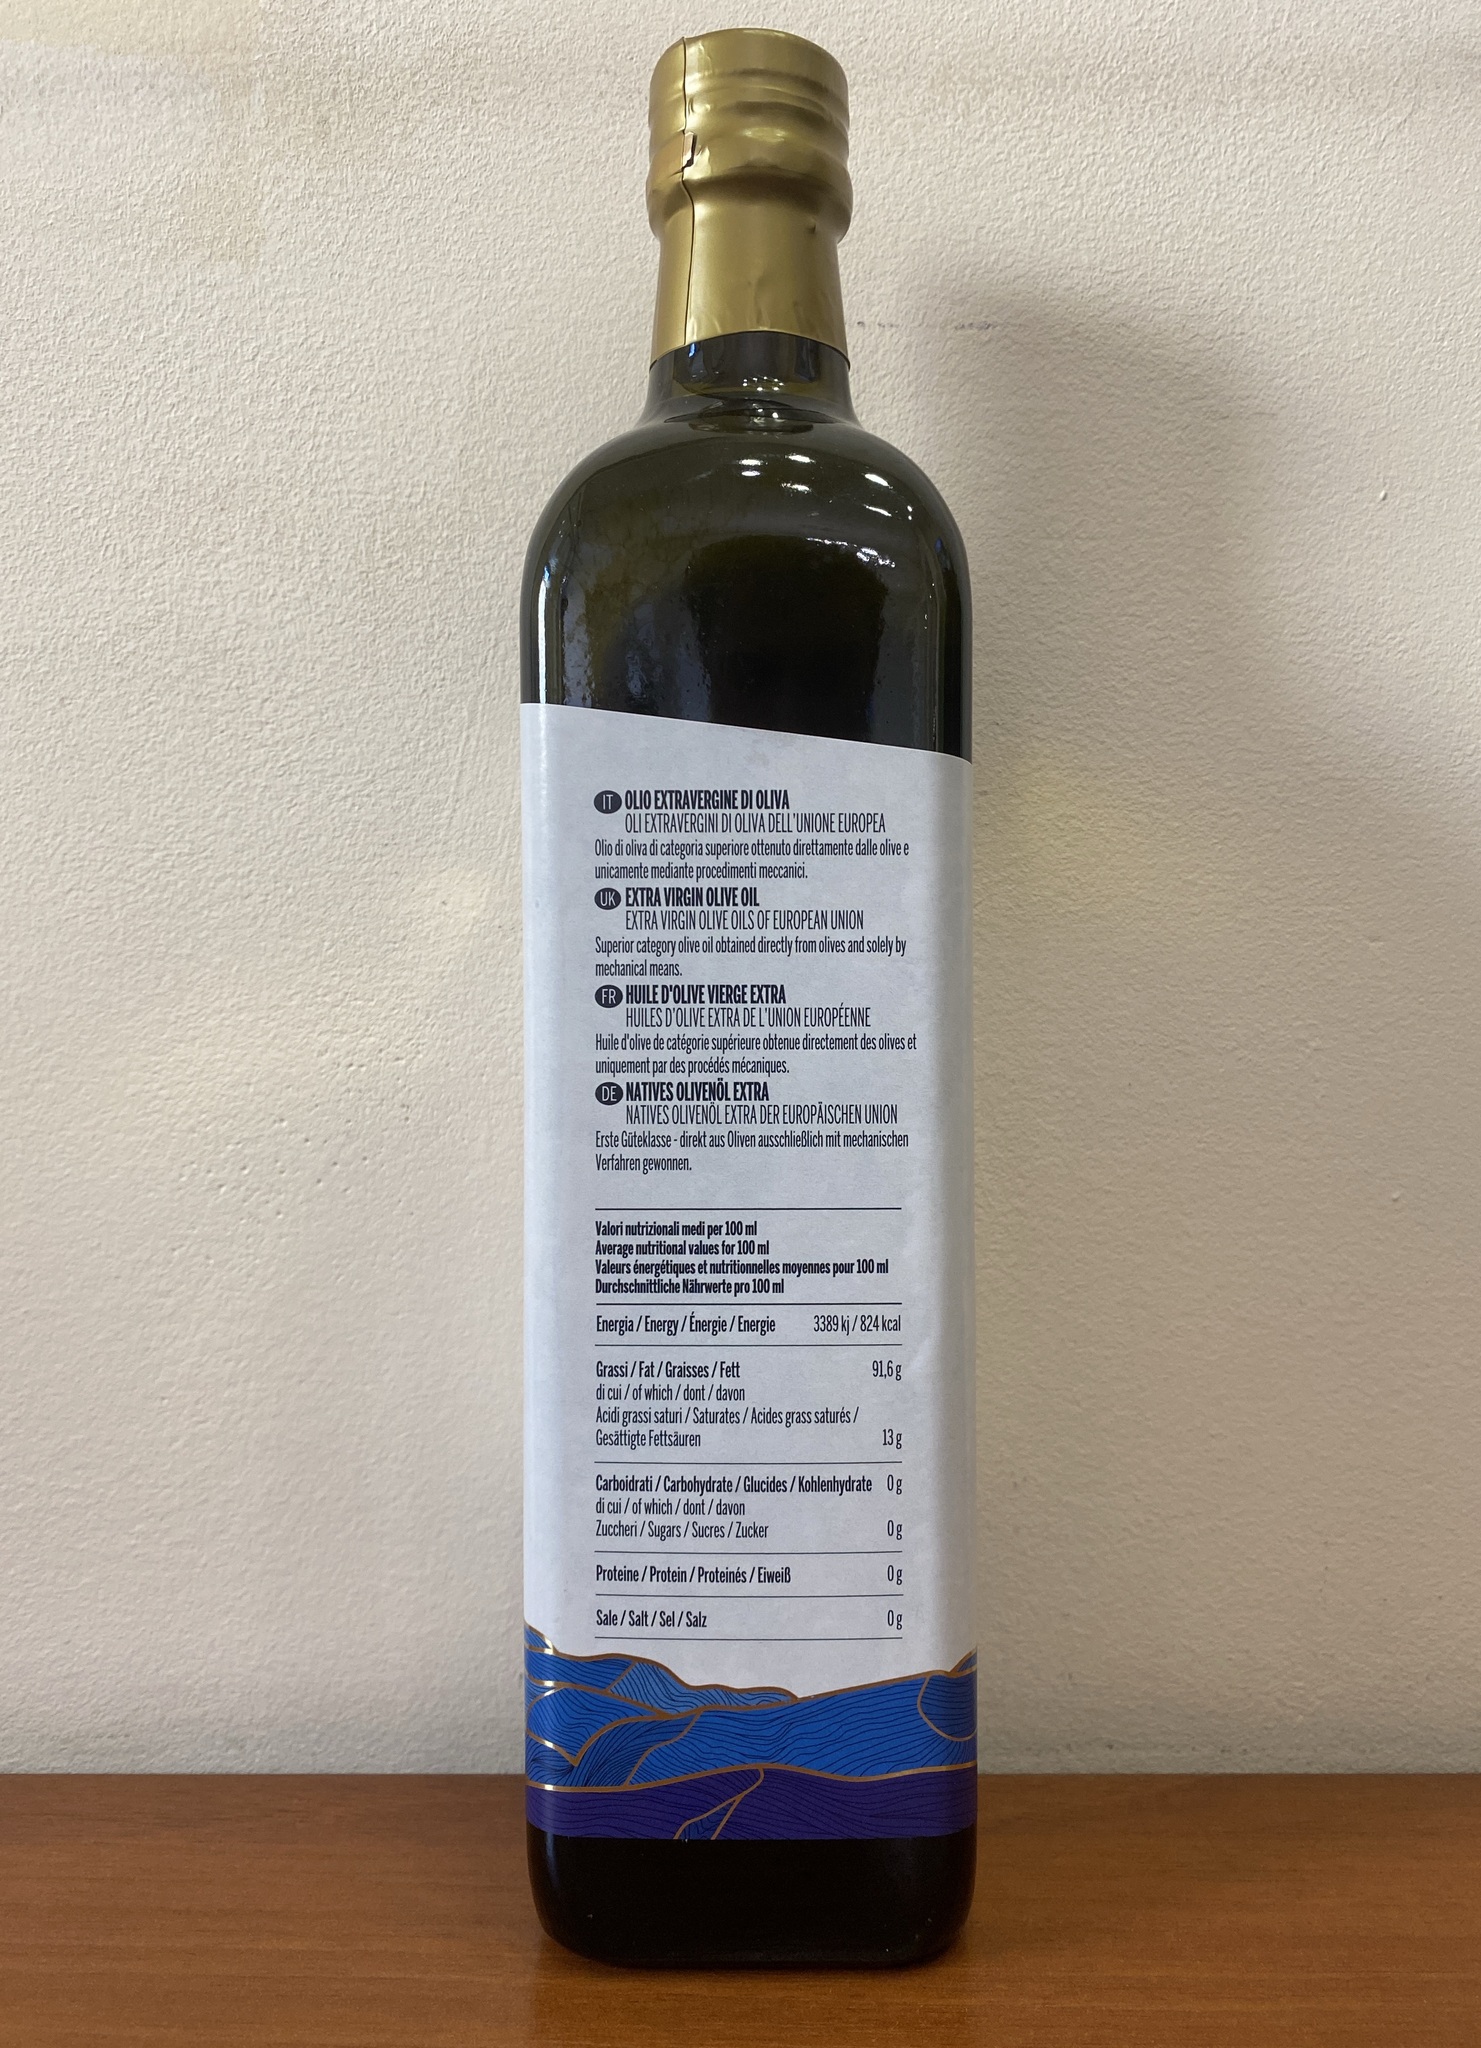 IT OLIO EXTRAVERGINE DI OLIVA
OLI EXTRAVERGINI DI OLIVA DELL'UNIONE EUROPEA
Olio di oliva di categoria superiore ottenuto direttamente dalle olive e
unicamente mediante procedimenti meccanici.
UK EXTRA VIRGIN OLIVE OIL
EXTRA VIRGIN OLIVE OILS OF EUROPEAN UNION
Superior category olive oil obtained directly from olives and solely by
mechanical means.
FR HUILE D'OLIVE VIERGE EXTRA
HUILES D'OLIVE EXTRA DE L'UNION EUROPÉENNE
Huile d'olive de catégorie supérieure obtenue directement des olives et
uniquement par des procédés mécaniques.
DE NATIVES OLIVENÖL EXTRA
NATIVES OLIVENÖL EXTRA DER EUROPÄISCHEN UNION
Erste Güteklasse - direkt aus Oliven ausschließlich mit mechanischen
Verfahren gewonnen.
Valori nutrizionali medi per 100 ml
Average nutritional values for 100 ml
Valeurs énergétiques et nutritionnelles moyennes pour 100 ml
Durchschnittliche Nährwerte pro 100 ml
Energia / Energy / Énergie / Energie 3389 kj / 824 kcal
Grassi / Fat / Graisses / Fett 91,6 g
di cui / of which / dont / davon
Acidi grassi saturi / Saturates / Acides grass saturés /
Gesättigte Fettsäuren 13 g
Carboidrati / Carbohydrate / Glucides / Kohlenhydrate 0 g
di cui / of which / dont / davon
Zuccheri / Sugars / Sucres / Zucker 0 g
Proteine / Protein / Proteinés / Eiweiß 0 g
Sale / Salt / Sel / Salz 0 g